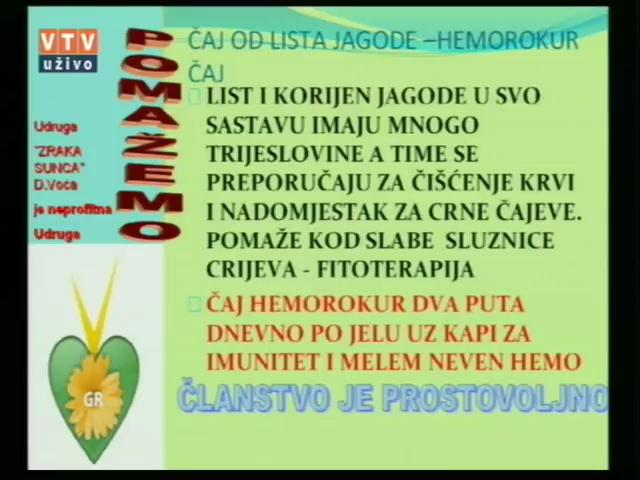 VTV
uživo
POMAŽEMO
Udruga
"ZRAKA
SUNCA"
D.Voća
je neprofitna
Udruga
GR
ČAJ OD LISTA JAGODE –HEMOROKUR
ČAJ
LIST I KORIJEN JAGODE U SVO
SASTAVU IMAJU MNOGO
TRIJESLOVINE A TIME SE
PREPORUČAJU ZA ČIŠĆENJE KRVI
I NADOMJESTAK ZA CRNE ČAJEVE.
POMAŽE KOD SLABE SLUZNICE
CRIJEVA - FITOTERAPIJA
ČAJ HEMOROKUR DVA PUTA
DNEVNO PO JELU UZ KAPI ZA
IMUNITET I MELEM NEVEN HEMO
ČLANSTVO JE PROSTOVOLJNO